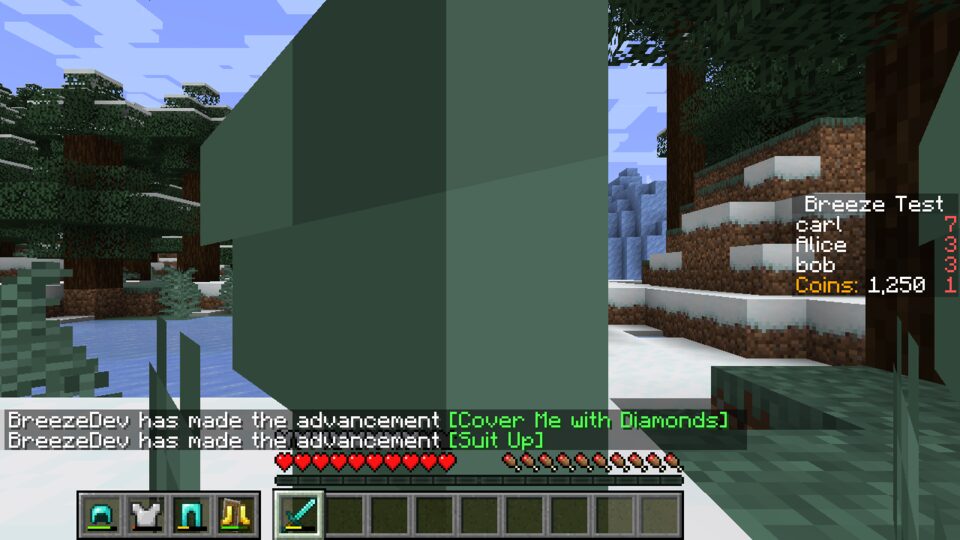 Breeze Test
carl 7
Alice 3
bob 3
Coins: 1,250 1
BreezeDev has made the advancement [Cover Me with Diamonds]
BreezeDev has made the advancement [Suit Up]